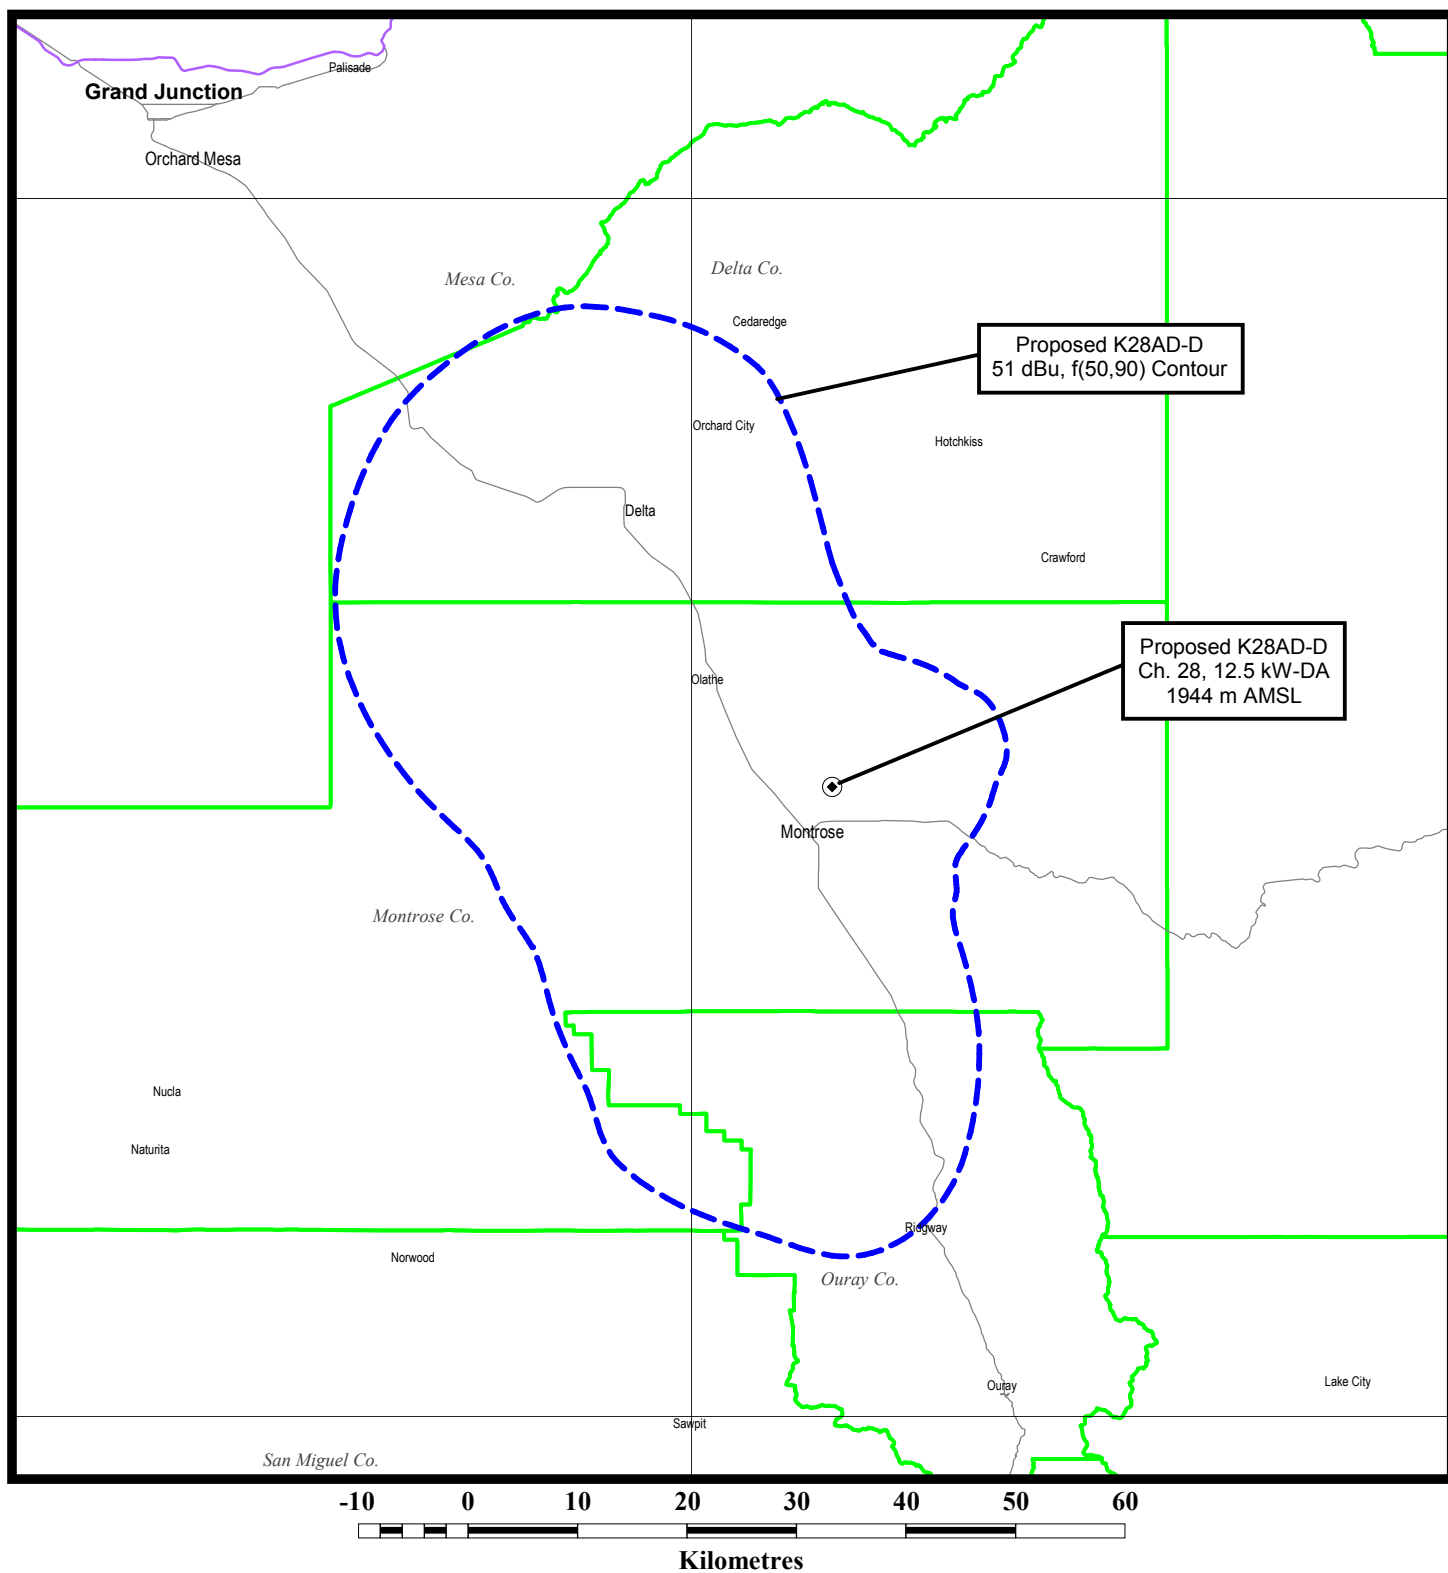 Palisade
Grand Junction
Orchard Mesa
Mesa Co.
Delta Co.
Cedaredge
Proposed K28AD-D
51 dBu, f(50,90) Contour
Orchard City
Hotchkiss
Delta
Crawford
Proposed K28AD-D
Ch. 28, 12.5 kW-DA
1944 m AMSL
Olathe
Montrose
Montrose Co.
Nucla
Naturita
Ridgway
Norwood
Ouray Co.
Ouray
Lake City
Sawpit
San Miguel Co.
-10 0 10 20 30 40 50 60
Kilometres